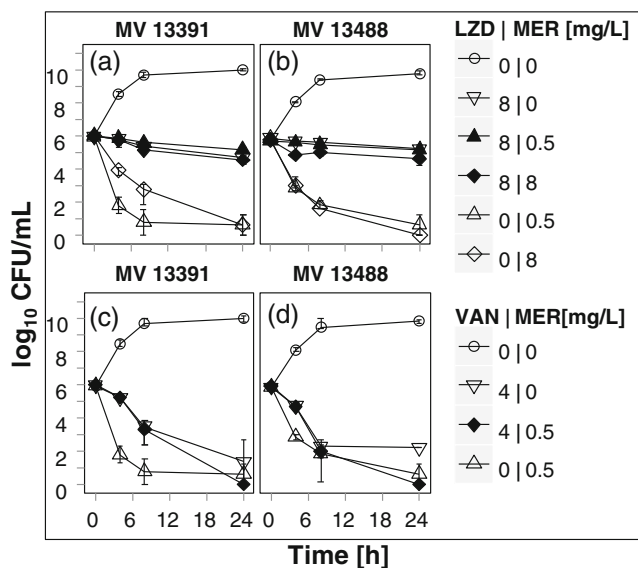 MV 13391 MV 13488 LZD | MER [mg/L]
(a) (b)
10
8
6
4
2
0
0 | 0
8 | 0
8 | 0.5
8 | 8
0 | 0.5
0 | 8
log10 CFU/mL
MV 13391 MV 13488 VAN | MER[mg/L]
(c) (d)
10
8
6
4
2
0
0 | 0
4 | 0
4 | 0.5
0 | 0.5
0 6 12 18 24 0 6 12 18 24
Time [h]